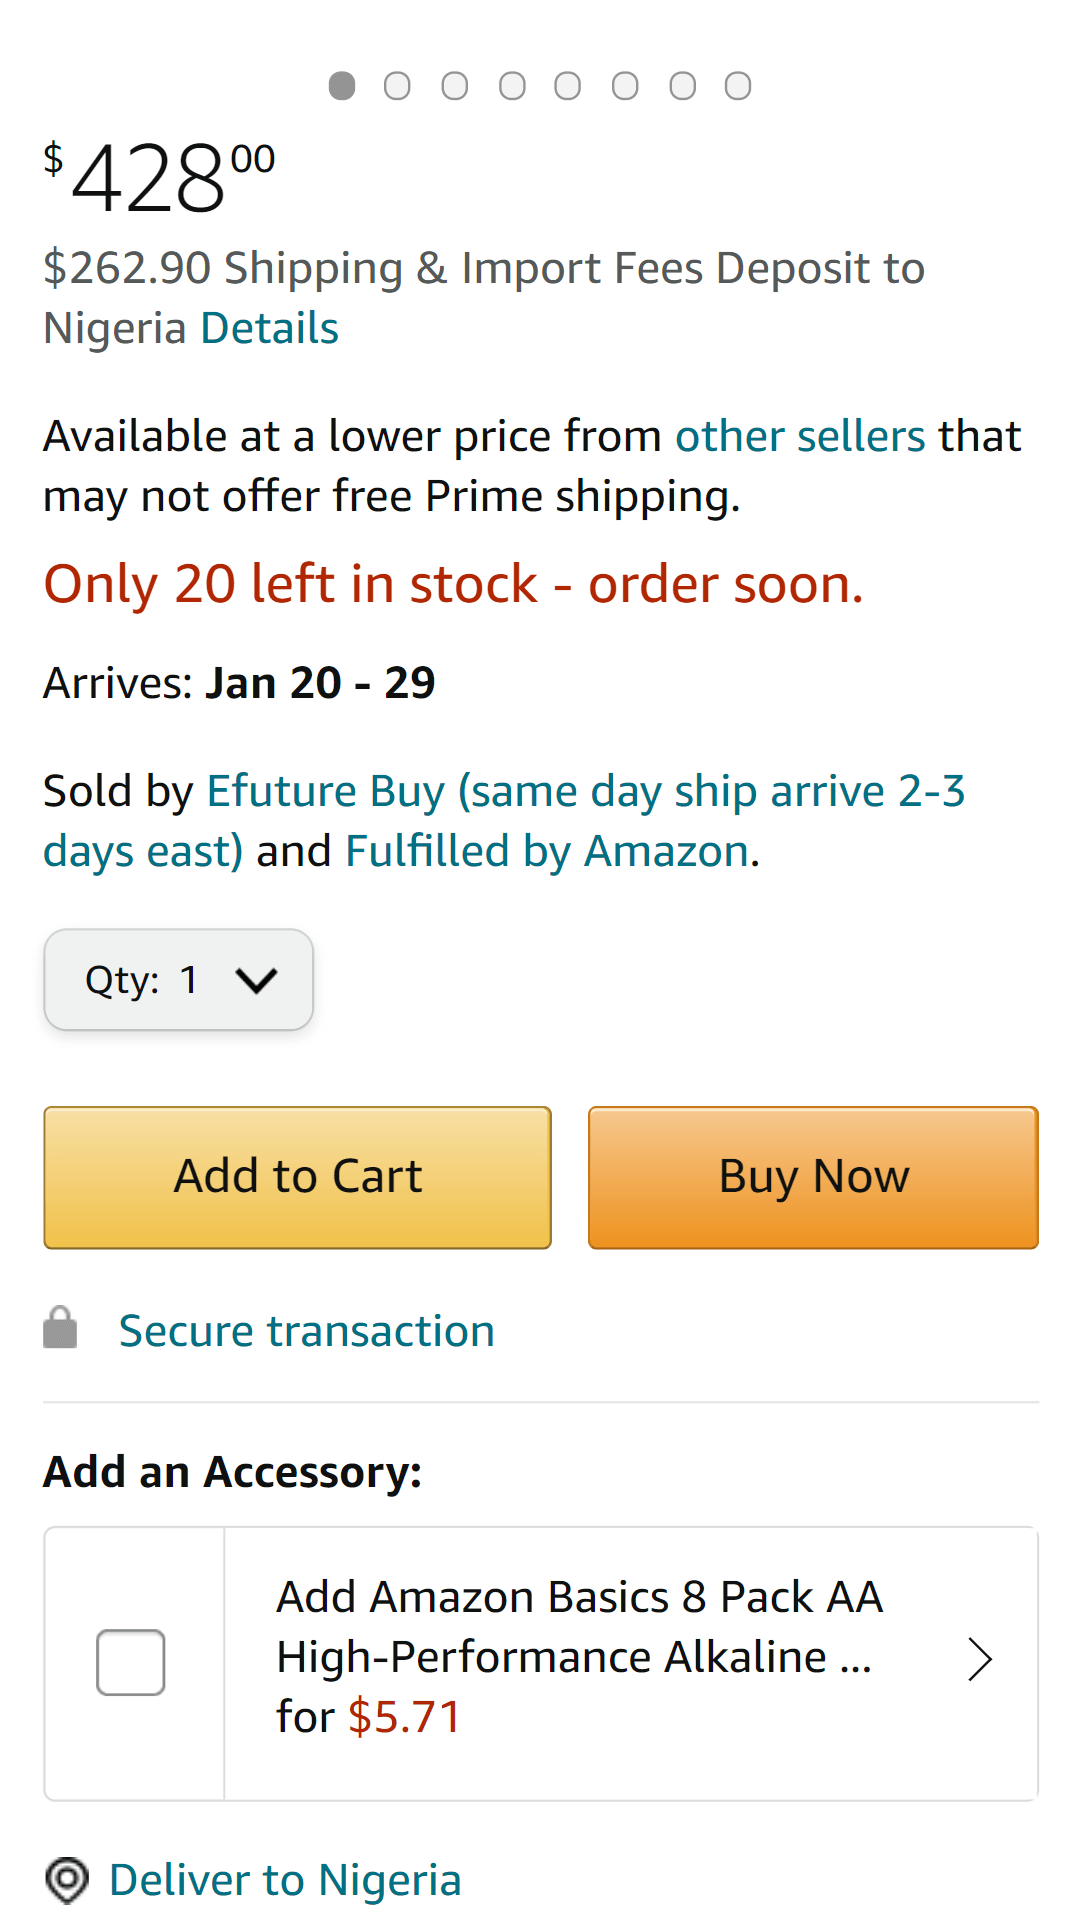 $428 00
$262.90 Shipping & Import Fees Deposit to
Nigeria Details
Available at a lower price from other sellers that
may not offer free Prime shipping.
Only 20 left in stock - order soon.
Arrives: Jan 20 - 29
Sold by Efuture Buy (same day ship arrive 2-3
days east) and Fulfilled by Amazon.
Qty: 1
Add to Cart
Buy Now
Secure transaction
Add an Accessory:
Add Amazon Basics 8 Pack AA
High-Performance Alkaline ...
for $5.71
Deliver to Nigeria